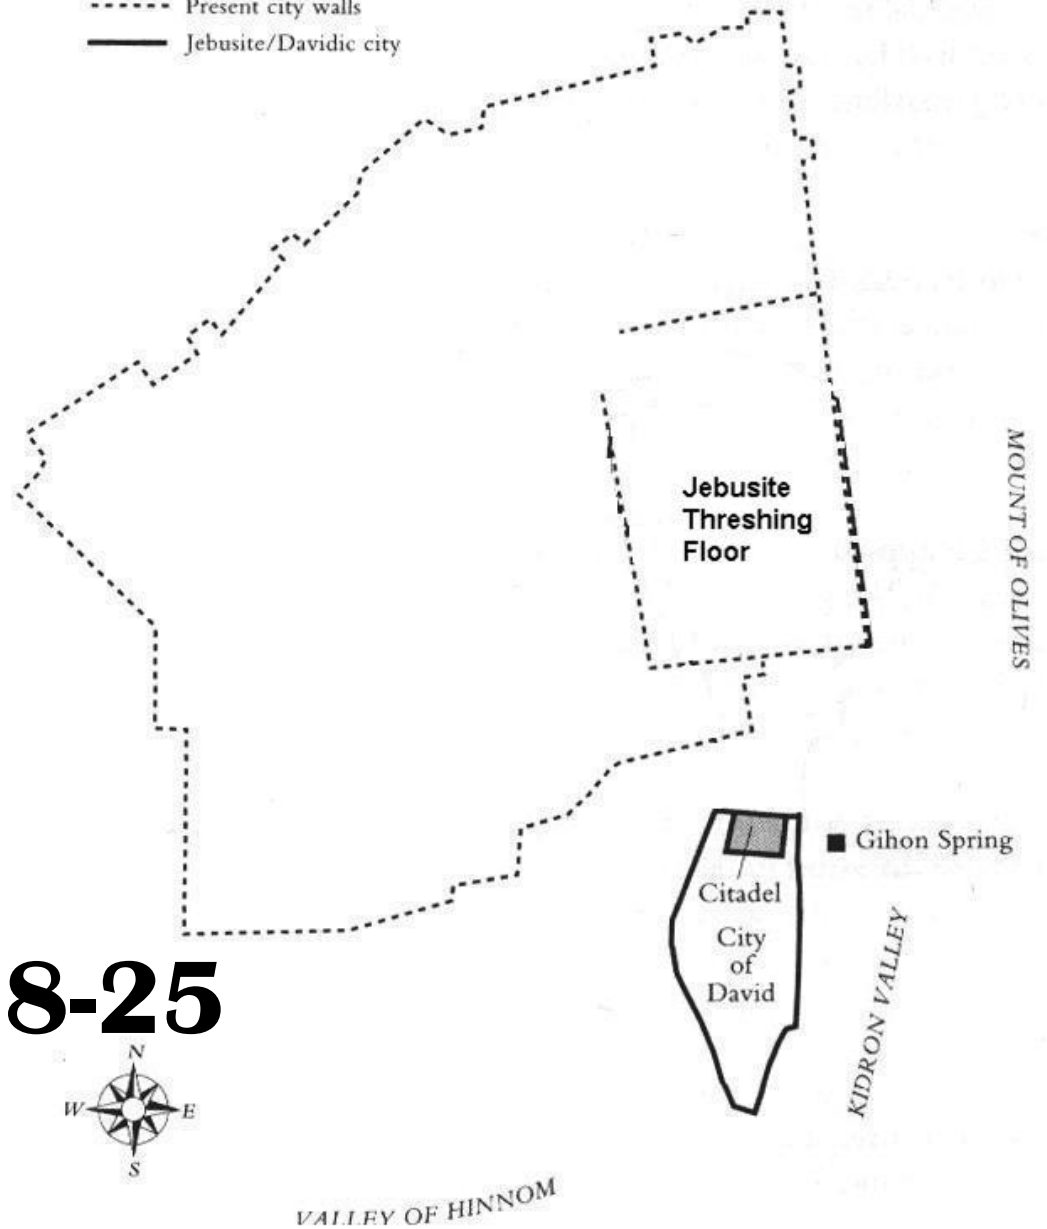 Present city walls
Jebusite/Davidic city
Jebusite
Threshing
Floor
MOUNT OF OLIVES
Gihon Spring
Citadel
City
of
David
KIDRON VALLEY
8-25
N
W
E
S
VALLEY OF HINNOM